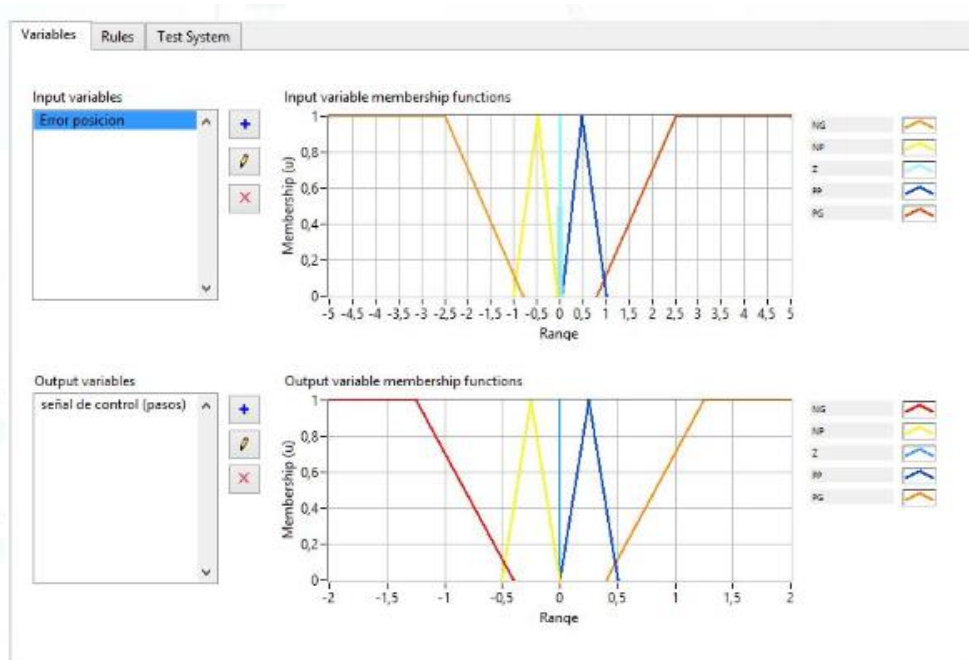 Variables Rules Test System
Input variables
Error posicion
Input variable membership functions
Membership (u)
1
0,8
0,6
0,4
0,2
0
-5 -4,5 -4 -3,5 -3 -2,5 -2 -1,5 -1 -0,5 0 0,5 1 1,5 2 2,5 3 3,5 4 4,5 5
Range
NG
NP
Z
PP
PG
Output variables
señal de control (pasos)
Output variable membership functions
Membership (u)
1
0,8
0,6
0,4
0,2
0
-2 -1,5 -1 -0,5 0 0,5 1 1,5 2
Range
NG
NP
Z
PP
PG